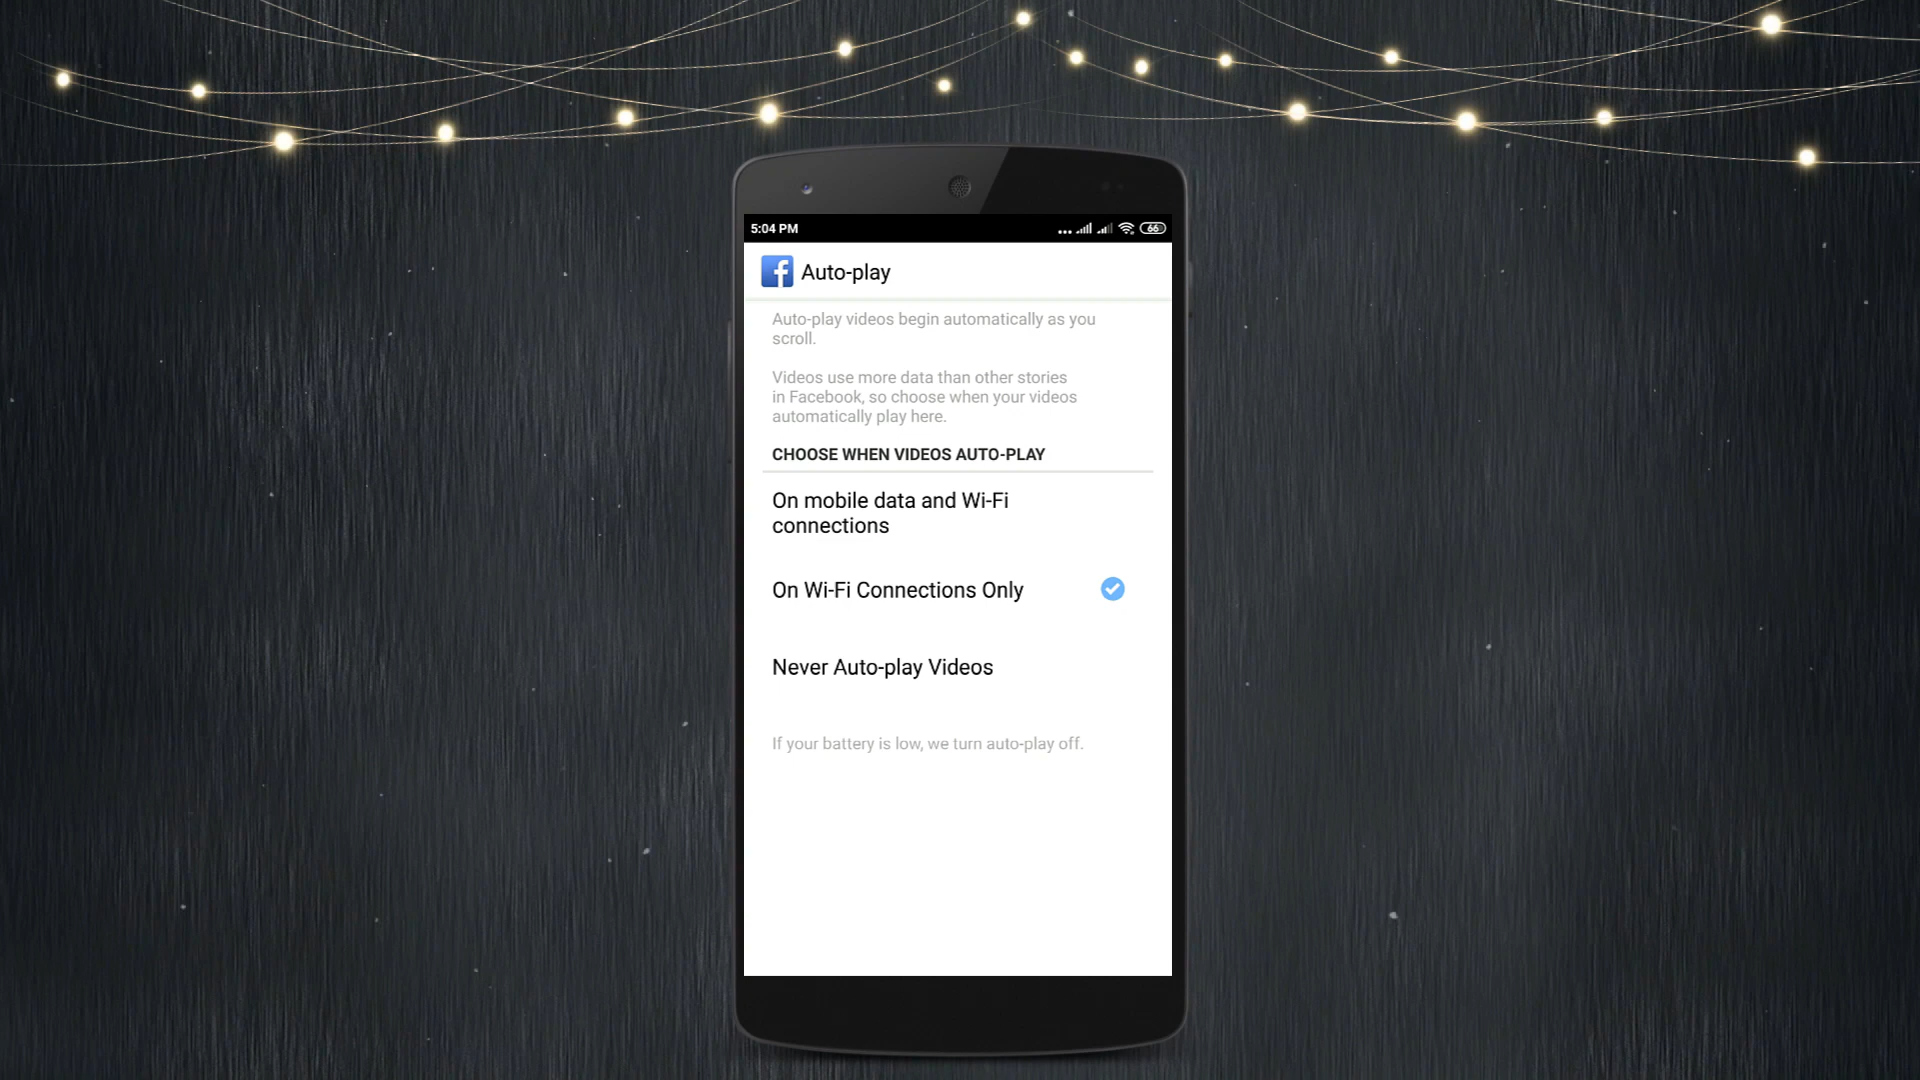 5:04 PM
66
Auto-play
Auto-play videos begin automatically as you
scroll.
Videos use more data than other stories
in Facebook, so choose when your videos
automatically play here.
CHOOSE WHEN VIDEOS AUTO-PLAY
On mobile data and Wi-Fi
connections
On Wi-Fi Connections Only
Never Auto-play Videos
If your battery is low, we turn auto-play off.